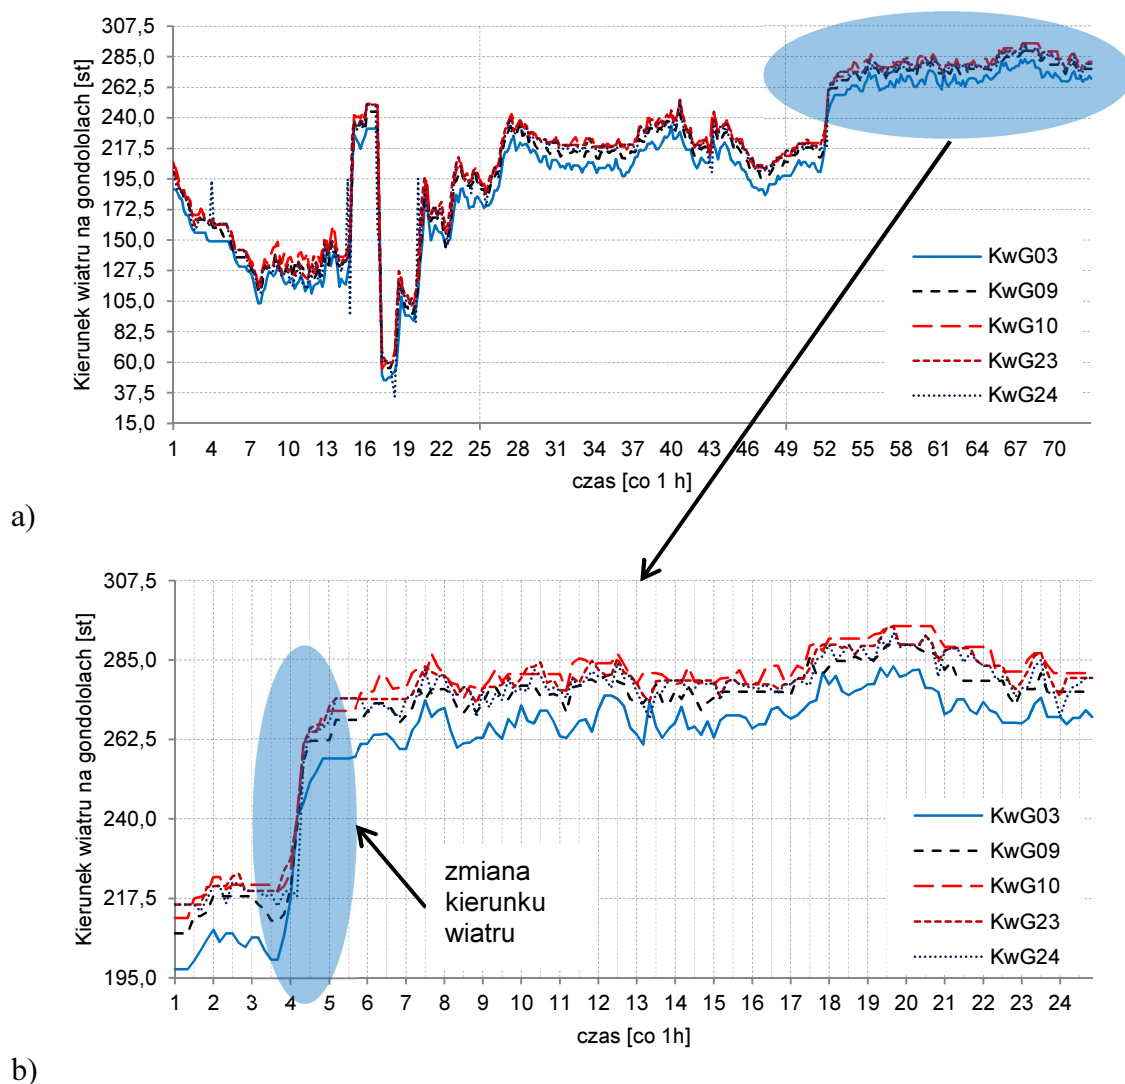 307,5
285,0
262,5
240,0
217,5
195,0
172,5
150,0
127,5
105,0
82,5
60,0
37,5
15,0
Kierunek wiatru na gondolach [st]
KwG03
KwG09
KwG10
KwG23
KwG24
1 4 7 10 13 16 19 22 25 28 31 34 37 40 43 46 49 52 55 58 61 64 67 70
czas [co 1 h]
a)
307,5
285,0
262,5
240,0
217,5
195,0
Kierunek wiatru na gondolach [st]
zmiana
kierunku
wiatru
KwG03
KwG09
KwG10
KwG23
KwG24
1 2 3 4 5 6 7 8 9 10 11 12 13 14 15 16 17 18 19 20 21 22 23 24
czas [co 1h]
b)